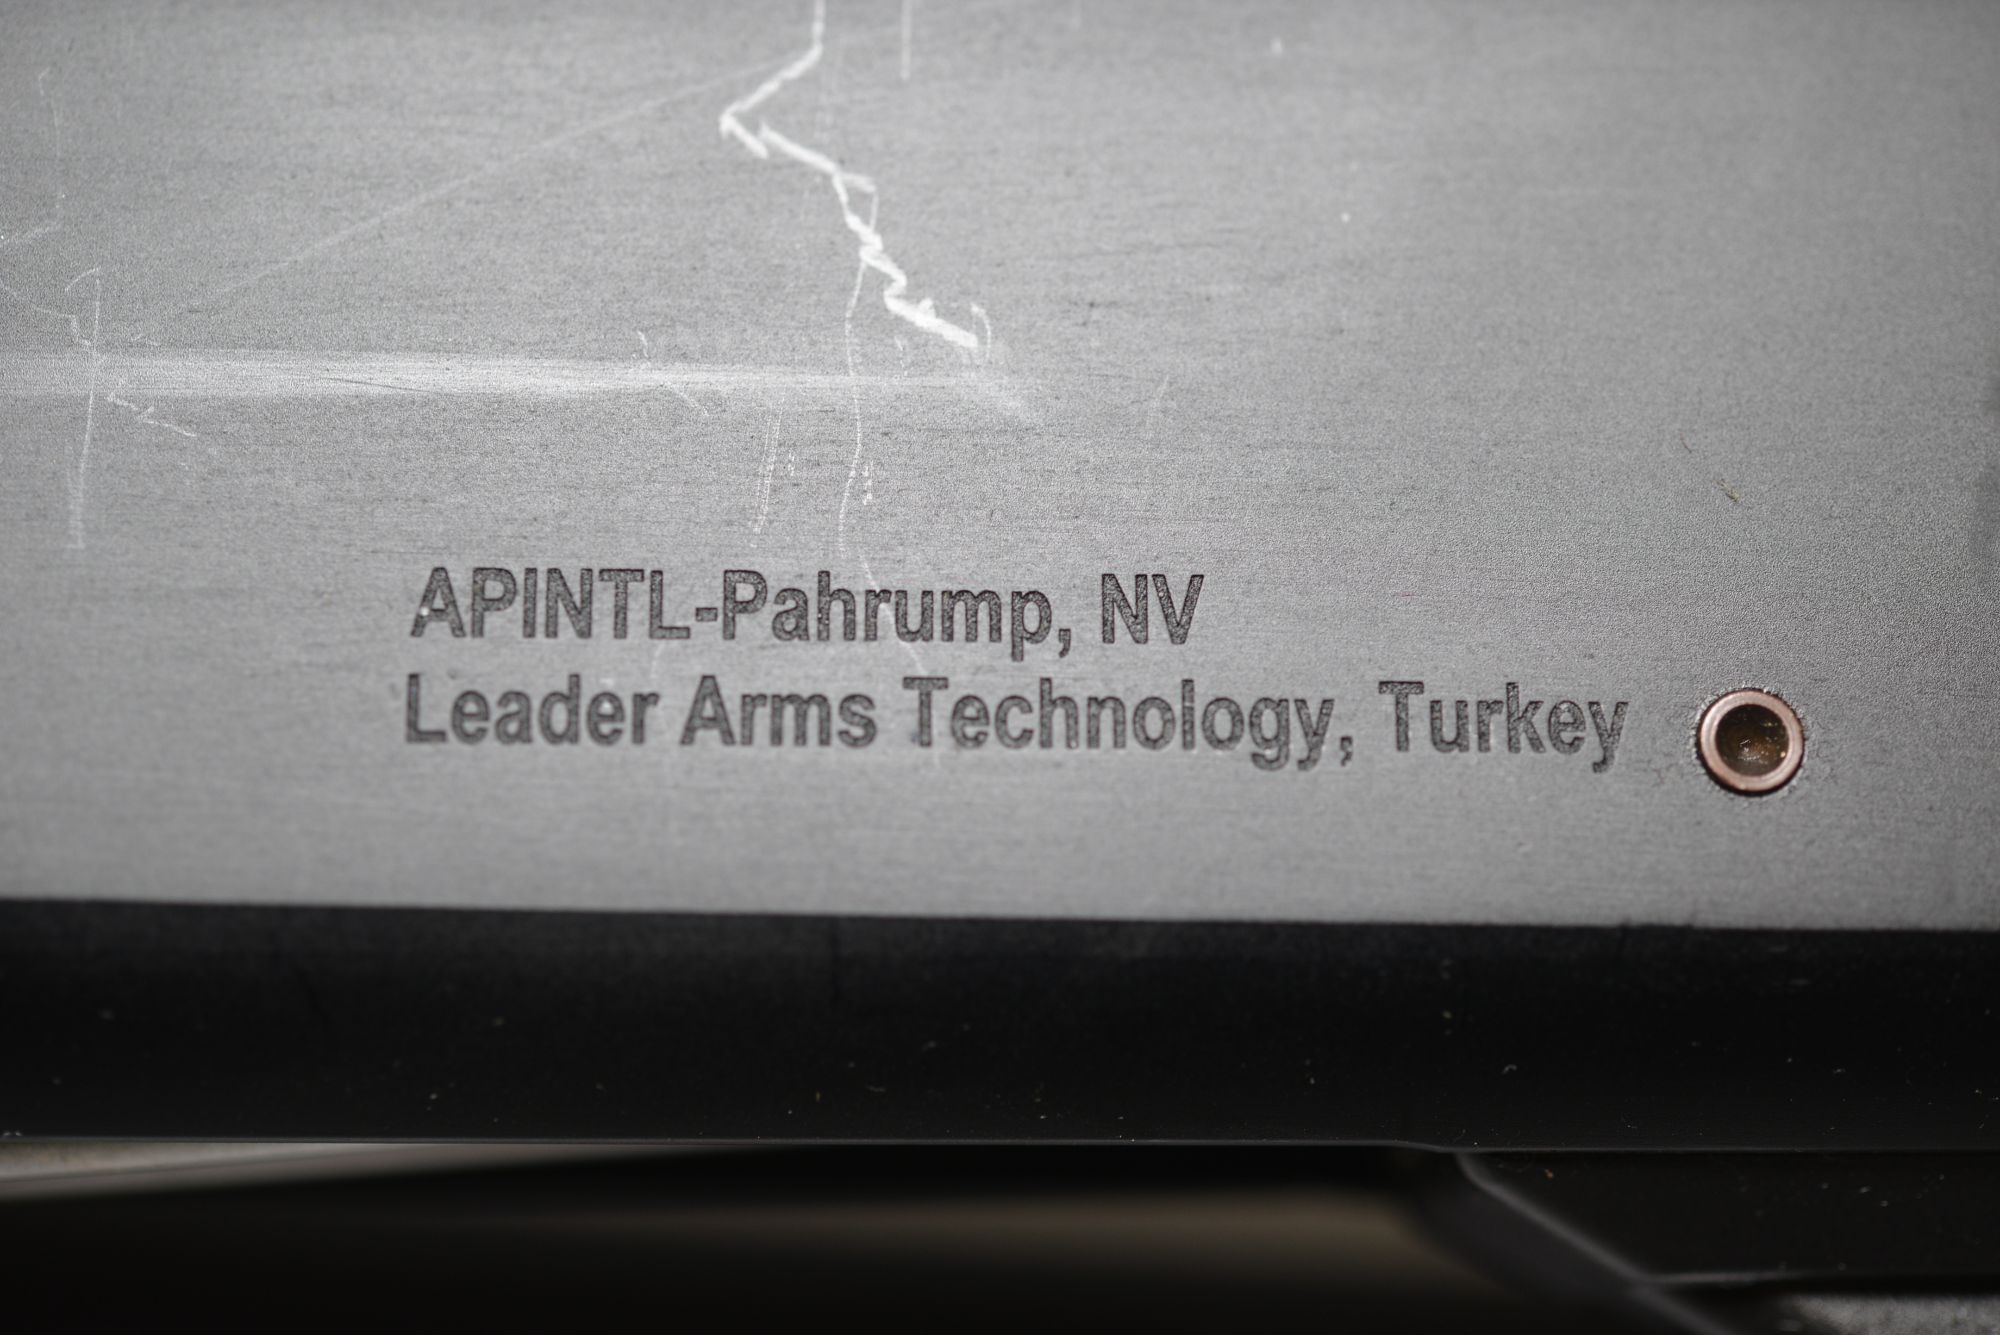 APINTL-Pahrump, NV
Leader Arms Technology, Turkey